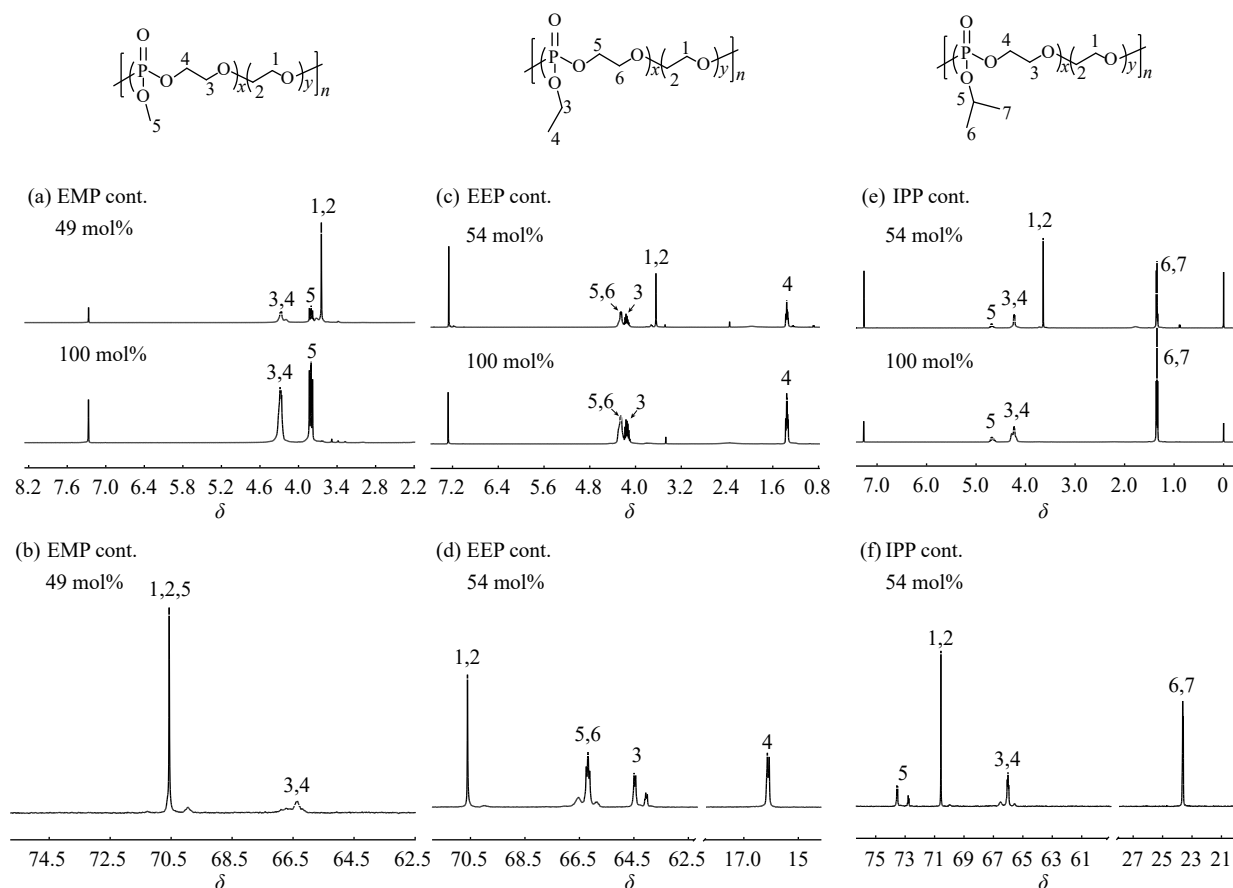 O
P
O
4
3
O
x
2
1
O
y
n
O
5
O
P
O
5
6
O
x
2
1
O
y
n
O
3
4
O
P
O
4
3
O
x
2
1
O
y
n
O
5
7
6
(a) EMP cont.
49 mol%
1,2
3,4
5
100 mol%
3,4
5
8.2 7.6 7.0 6.4 5.8 5.2 4.6 4.0 3.4 2.8 2.2
δ
(c) EEP cont.
54 mol%
1,2
5,6
3
4
100 mol%
5,6
3
4
7.2 6.4 5.6 4.8 4.0 3.2 2.4 1.6 0.8
δ
(e) IPP cont.
54 mol%
1,2
6,7
5
3,4
100 mol%
6,7
5
3,4
7.0 6.0 5.0 4.0 3.0 2.0 1.0 0
δ
(b) EMP cont.
49 mol%
1,2,5
3,4
74.5 72.5 70.5 68.5 66.5 64.5 62.5
δ
(d) EEP cont.
54 mol%
1,2
5,6
3
4
70.5 68.5 66.5 64.5 62.5 17.0 15
δ
(f) IPP cont.
54 mol%
1,2
6,7
5
3,4
75 73 71 69 67 65 63 61 27 25 23 21
δ